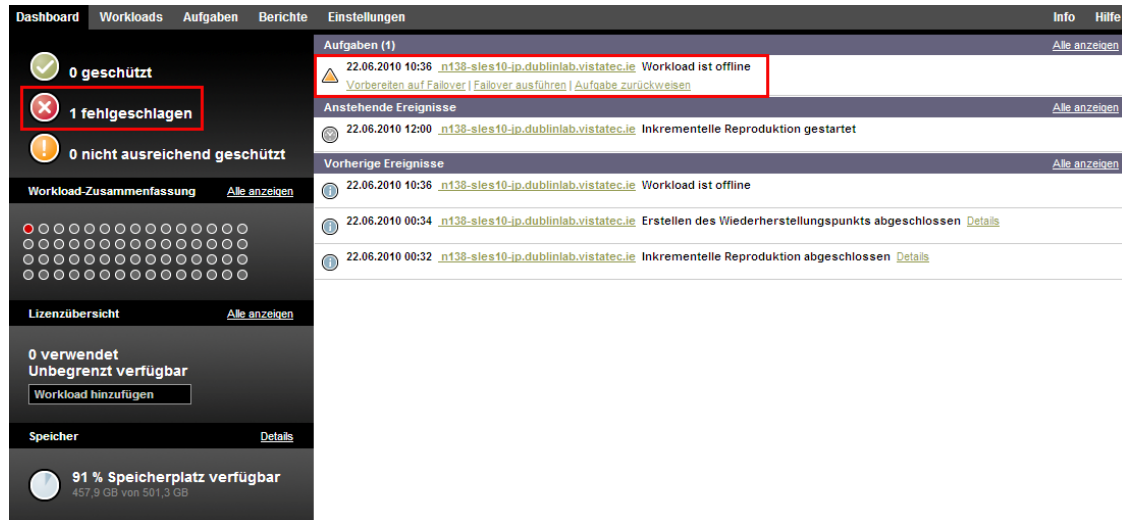 Dashboard Workloads Aufgaben Berichte Einstellungen Info Hilfe
0 geschützt
1 fehlgeschlagen
0 nicht ausreichend geschützt
Workload-Zusammenfassung Alle anzeigen
Lizenzübersicht Alle anzeigen
0 verwendet
Unbegrenzt verfügbar
Workload hinzufügen
Speicher Details
91 % Speicherplatz verfügbar
457,9 GB von 501,3 GB
Aufgaben (1) Alle anzeigen
22.06.2010 10:36 n138-sles10-jp.dublinlab.vistatec.ie Workload ist offline
Vorbereiten auf Failover | Failover ausführen | Aufgabe zurückweisen
Anstehende Ereignisse Alle anzeigen
22.06.2010 12:00 n138-sles10-jp.dublinlab.vistatec.ie Inkrementelle Reproduktion gestartet
Vorherige Ereignisse Alle anzeigen
22.06.2010 10:36 n138-sles10-jp.dublinlab.vistatec.ie Workload ist offline
22.06.2010 00:34 n138-sles10-jp.dublinlab.vistatec.ie Erstellen des Wiederherstellungspunkts abgeschlossen Details
22.06.2010 00:32 n138-sles10-jp.dublinlab.vistatec.ie Inkrementelle Reproduktion abgeschlossen Details